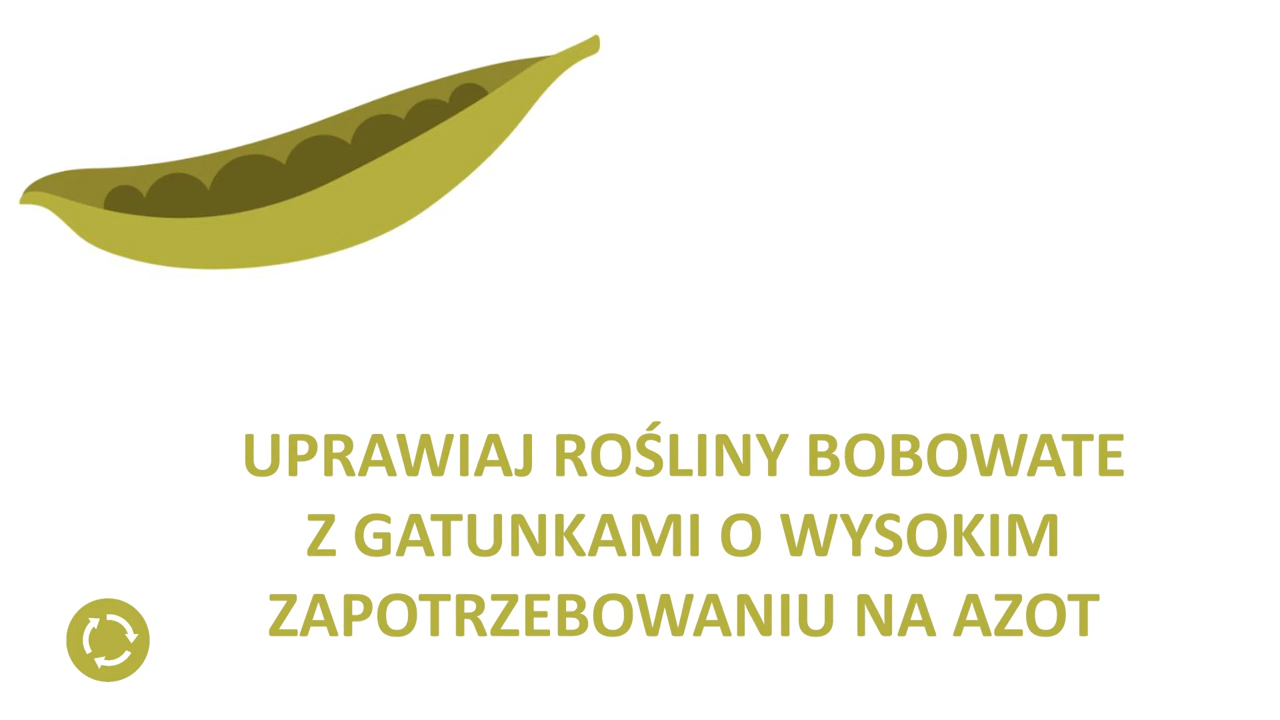 UPRAWIAJ ROŚLINY BOBOWATE
Z GATUNKAMI O WYSOKIM
ZAPOTRZEBOWANIU NA AZOT